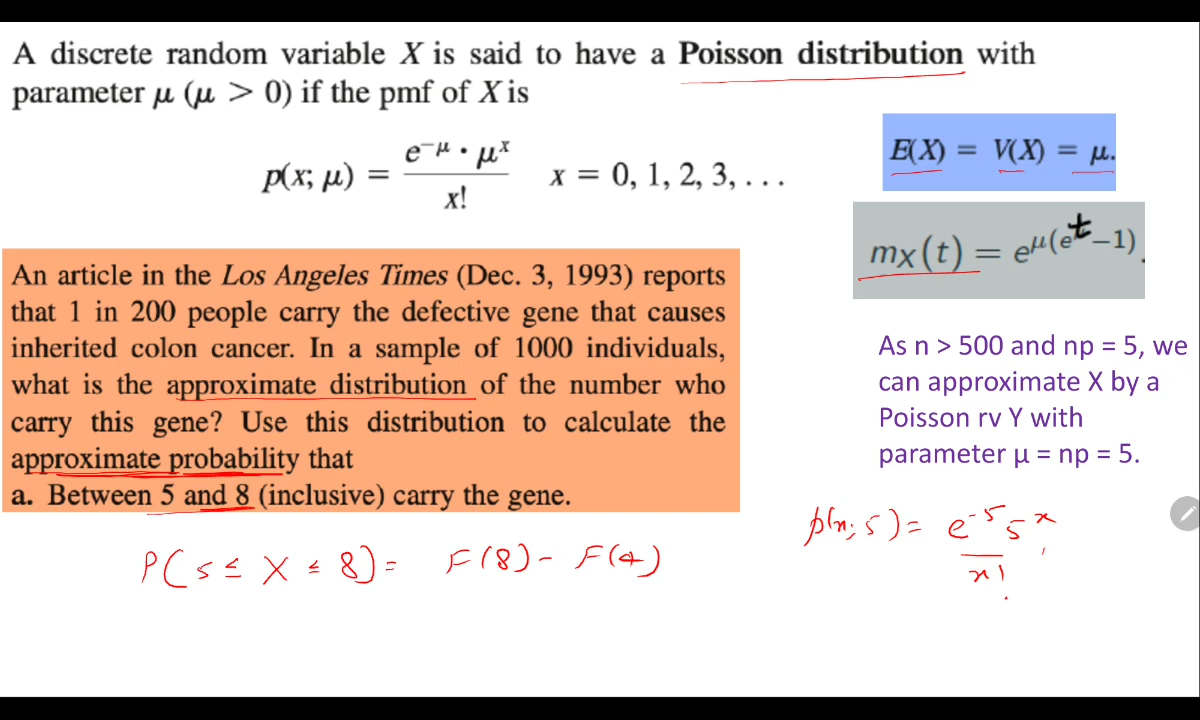 A discrete random variable X is said to have a Poisson distribution with
parameter μ (μ > 0) if the pmf of X is
p(x; μ) = e^−μ · μ^x / x!    x = 0, 1, 2, 3, . . .
E(X) = V(X) = μ.
m_X(t) = e^μ(e^t−1).
An article in the Los Angeles Times (Dec. 3, 1993) reports
that 1 in 200 people carry the defective gene that causes
inherited colon cancer. In a sample of 1000 individuals,
what is the approximate distribution of the number who
carry this gene? Use this distribution to calculate the
approximate probability that
a. Between 5 and 8 (inclusive) carry the gene.
As n > 500 and np = 5, we
can approximate X by a
Poisson rv Y with
parameter μ = np = 5.
p(x; 5) = e^-5 5^x / x!
P(5 ≤ X ≤ 8) = F(8) - F(4)